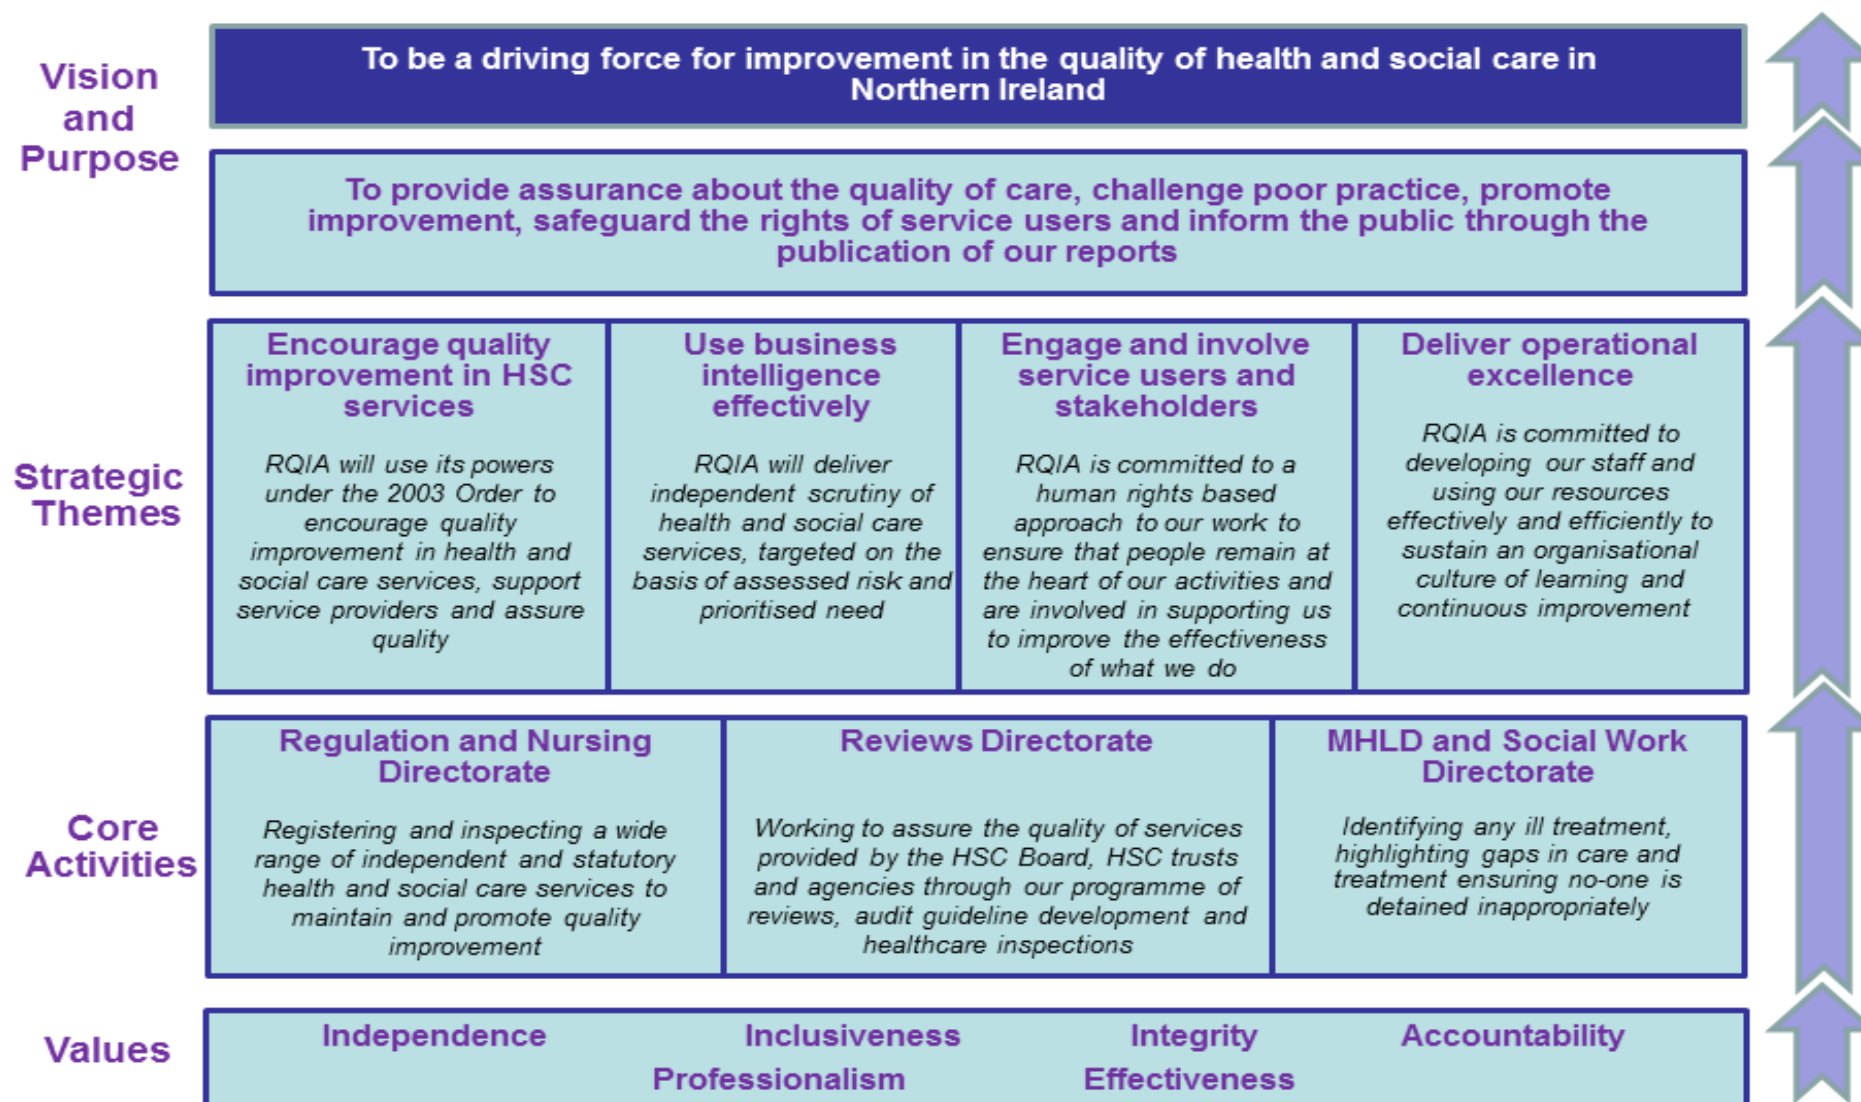 Vision
and
Purpose
To be a driving force for improvement in the quality of health and social care in
Northern Ireland
To provide assurance about the quality of care, challenge poor practice, promote
improvement, safeguard the rights of service users and inform the public through the
publication of our reports
Strategic
Themes
Encourage quality
improvement in HSC
services
RQIA will use its powers
under the 2003 Order to
encourage quality
improvement in health and
social care services, support
service providers and assure
quality
Use business
intelligence
effectively
RQIA will deliver
independent scrutiny of
health and social care
services, targeted on the
basis of assessed risk and
prioritised need
Engage and involve
service users and
stakeholders
RQIA is committed to a
human rights based
approach to our work to
ensure that people remain at
the heart of our activities and
are involved in supporting us
to improve the effectiveness
of what we do
Deliver operational
excellence
RQIA is committed to
developing our staff and
using our resources
effectively and efficiently to
sustain an organisational
culture of learning and
continuous improvement
Core
Activities
Regulation and Nursing
Directorate
Registering and inspecting a wide
range of independent and statutory
health and social care services to
maintain and promote quality
improvement
Reviews Directorate
Working to assure the quality of services
provided by the HSC Board, HSC trusts
and agencies through our programme of
reviews, audit guideline development and
healthcare inspections
MHLD and Social Work
Directorate
Identifying any ill treatment,
highlighting gaps in care and
treatment ensuring no-one is
detained inappropriately
Values
Independence Inclusiveness Integrity Accountability
Professionalism Effectiveness